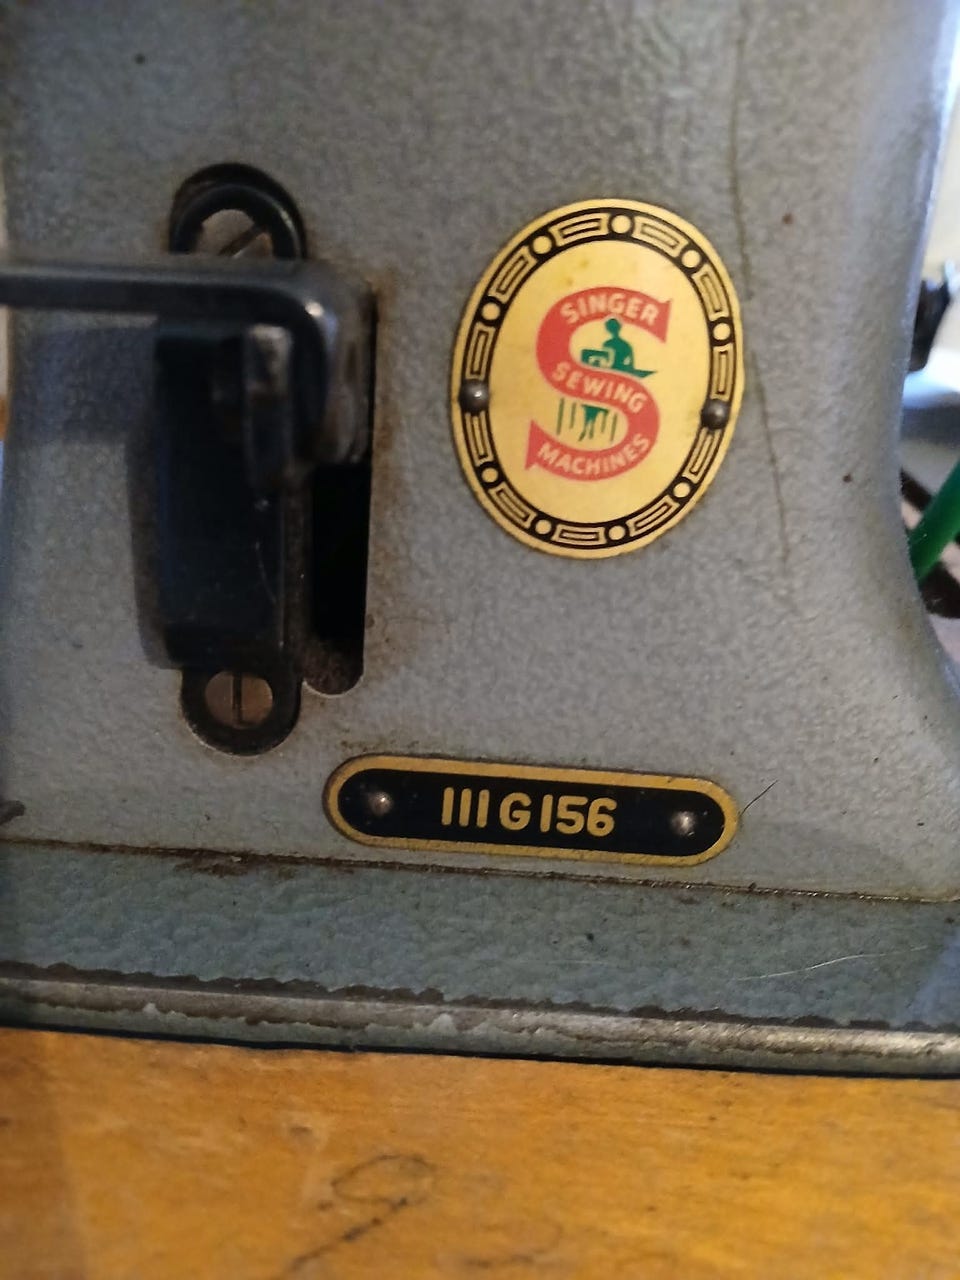 SINGER
SEWING
MACHINES
111G156